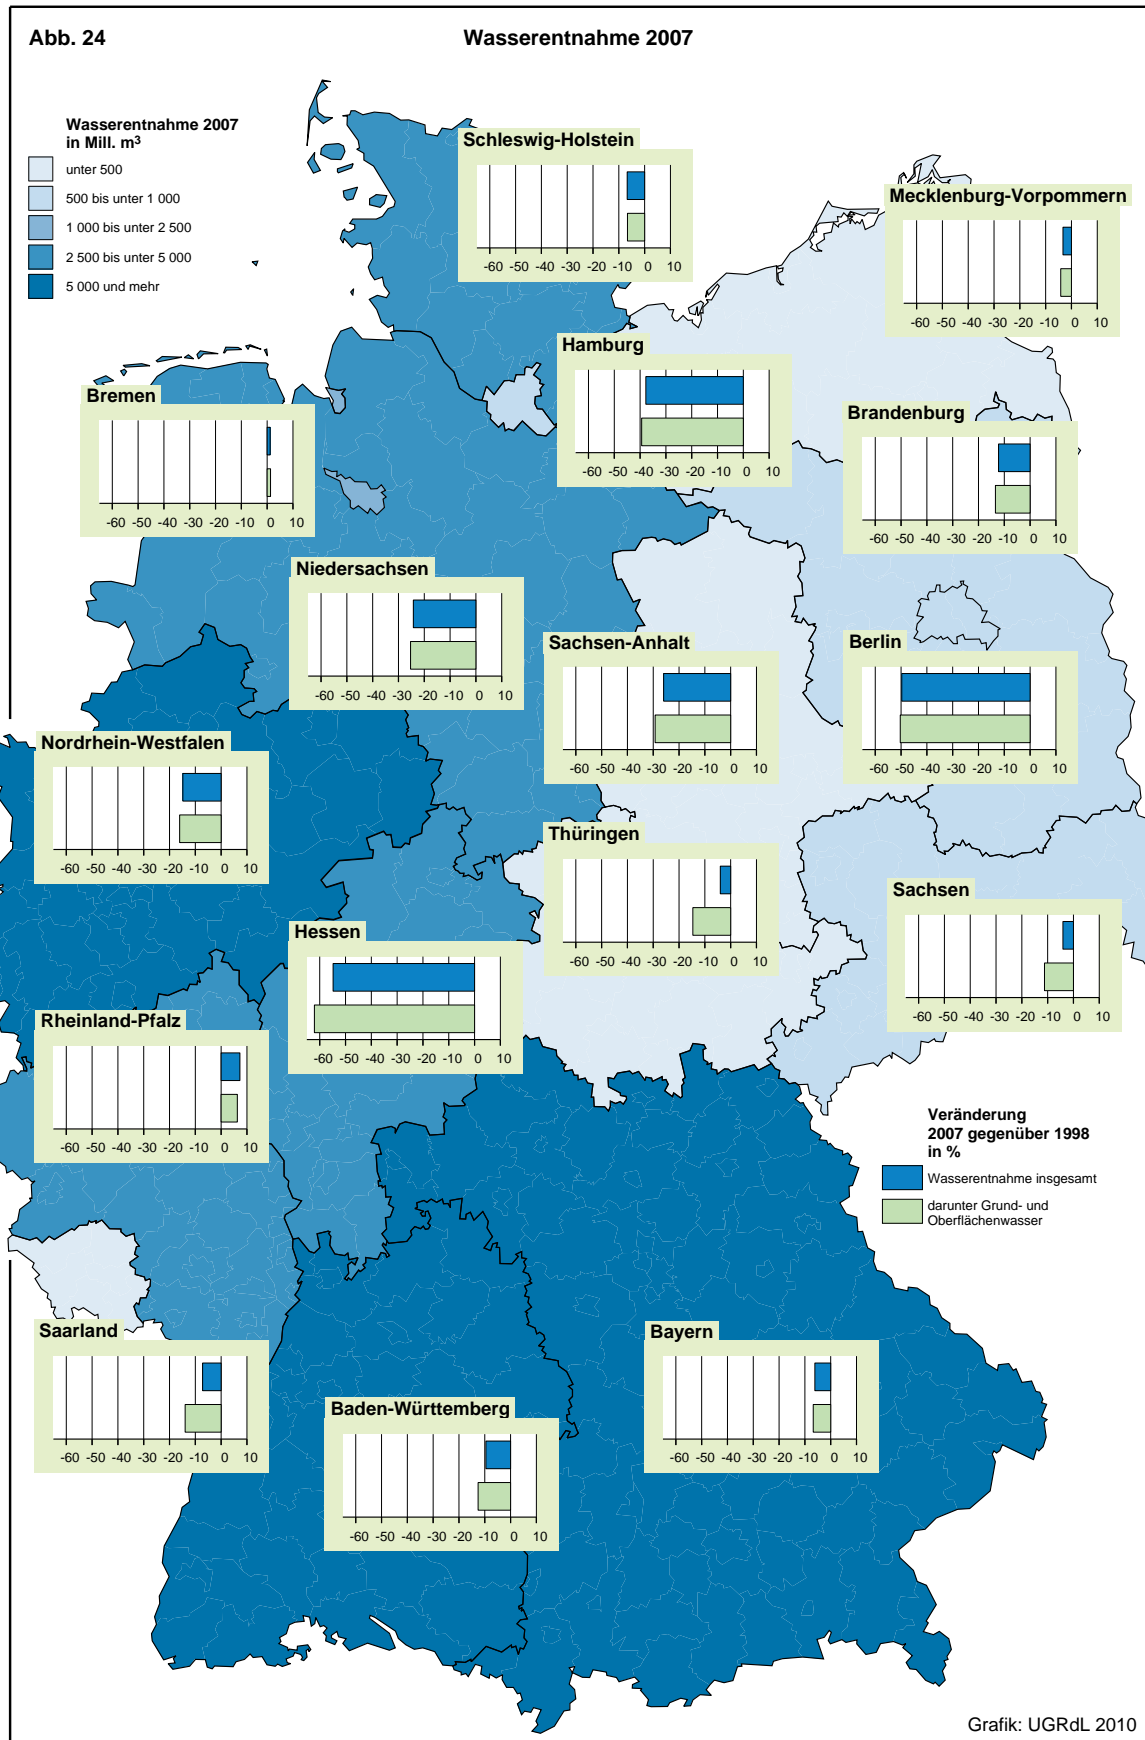 Abb. 24
Wasserentnahme 2007
Wasserentnahme 2007
in Mill. m³
unter 500
500 bis unter 1 000
1 000 bis unter 2 500
2 500 bis unter 5 000
5 000 und mehr
Schleswig-Holstein
-60 -50 -40 -30 -20 -10 0 10
Mecklenburg-Vorpommern
-60 -50 -40 -30 -20 -10 0 10
Hamburg
-60 -50 -40 -30 -20 -10 0 10
Bremen
-60 -50 -40 -30 -20 -10 0 10
Brandenburg
-60 -50 -40 -30 -20 -10 0 10
Niedersachsen
-60 -50 -40 -30 -20 -10 0 10
Sachsen-Anhalt
-60 -50 -40 -30 -20 -10 0 10
Berlin
-60 -50 -40 -30 -20 -10 0 10
Nordrhein-Westfalen
-60 -50 -40 -30 -20 -10 0 10
Thüringen
-60 -50 -40 -30 -20 -10 0 10
Sachsen
-60 -50 -40 -30 -20 -10 0 10
Hessen
-60 -50 -40 -30 -20 -10 0 10
Rheinland-Pfalz
-60 -50 -40 -30 -20 -10 0 10
Veränderung
2007 gegenüber 1998
in %
Wasserentnahme insgesamt
darunter Grund- und
Oberflächenwasser
Saarland
-60 -50 -40 -30 -20 -10 0 10
Bayern
-60 -50 -40 -30 -20 -10 0 10
Baden-Württemberg
-60 -50 -40 -30 -20 -10 0 10
Grafik: UGRdL 2010